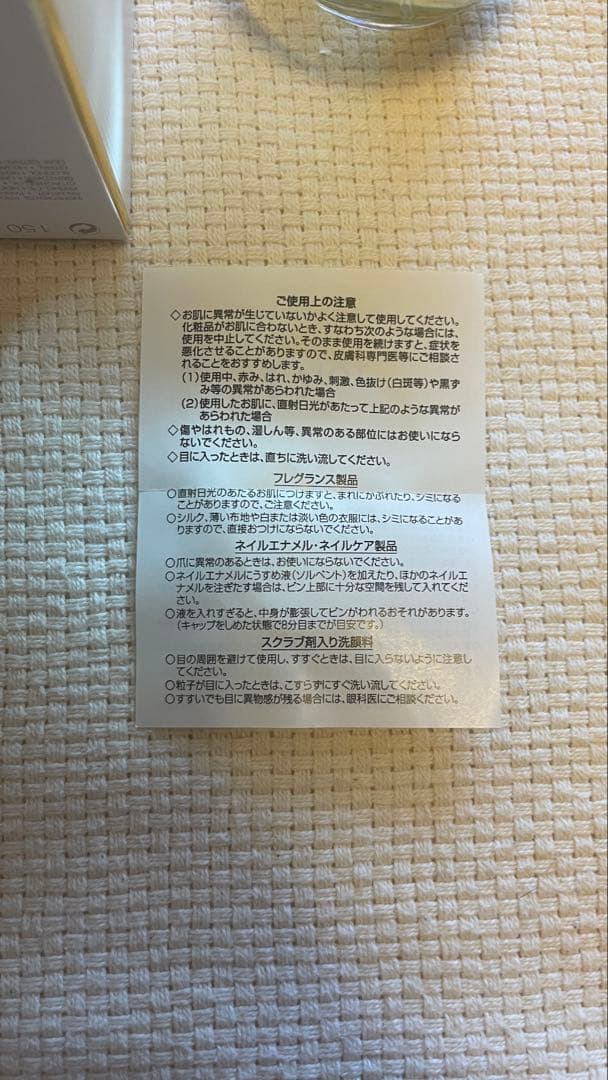 ご使用上の注意
◇お肌に異常が生じていないかよく注意して使用してください。
化粧品がお肌に合わないとき、すなわち次のような場合には、
使用を中止してください。そのまま使用を続けますと、症状を
悪化させることがありますので、皮膚科専門医等にご相談さ
れることをおすすめします。
(1)使用中、赤み、はれ、かゆみ、刺激、色抜け(白斑等)や黒ず
み等の異常があらわれた場合
(2)使用したお肌に、直射日光があたって上記のような異常が
あらわれた場合
◇傷やはれもの、湿しん等、異常のある部位にはお使いになら
ないでください。
◇目に入ったときは、直ちに洗い流してください。
フレグランス製品
○直射日光のあたるお肌につけますと、まれにかぶれたり、シミになる
ことがありますので、ご注意ください。
○シルク、薄い布地や白または淡い色の衣服には、シミになることがあ
りますので、直接おつけにならないでください。
ネイルエナメル・ネイルケア製品
○爪に異常のあるときは、お使いにならないでください。
○ネイルエナメルにうすめ液(ソルベント)を加えたり、ほかのネイルエ
ナメルを注ぎたす場合は、ビン上部に十分な空間を残して入れてくだ
さい。
○液を入れすぎると、中身が膨張してビンがわれるおそれがあります。
(キャップをしめた状態で8分目までが目安です。)
スクラブ剤入り洗顔料
○目の周囲を避けて使用し、すすぐときは、目に入らないように注意し
てください。
○粒子が目に入ったときは、こすらずにすぐ洗い流してください。
○すすいでも目に異物感が残る場合には、眼科医にご相談ください。
150